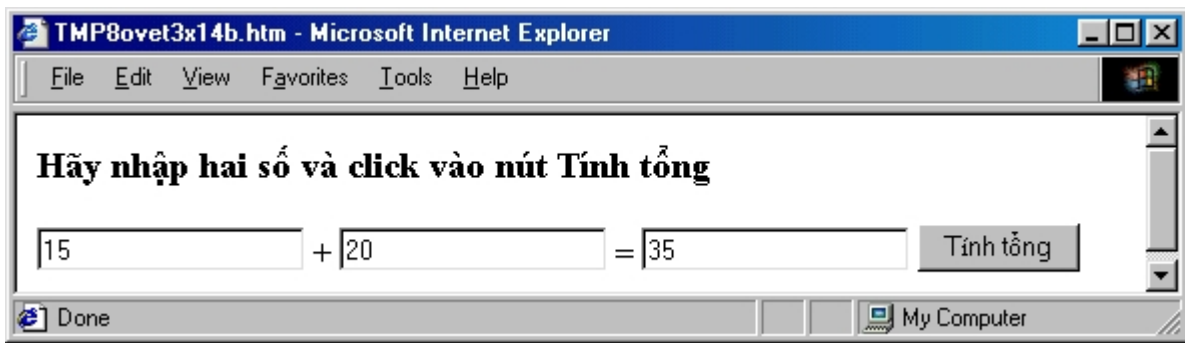 TMP8ovet3x14b.htm - Microsoft Internet Explorer
File Edit View Favorites Tools Help
Hãy nhập hai số và click vào nút Tính tổng
15 + 20 = 35 Tính tổng
Done My Computer